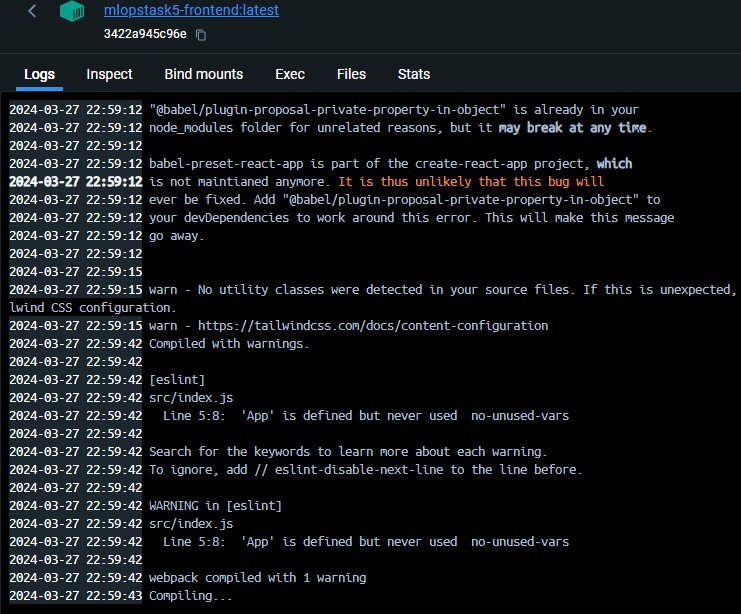 mlopstask5-frontend:latest
3422a945c96e
Logs Inspect Bind mounts Exec Files Stats
2024-03-27 22:59:12 "@babel/plugin-proposal-private-property-in-object" is already in your
2024-03-27 22:59:12 node_modules folder for unrelated reasons, but it may break at any time.
2024-03-27 22:59:12
2024-03-27 22:59:12 babel-preset-react-app is part of the create-react-app project, which
2024-03-27 22:59:12 is not maintianed anymore. It is thus unlikely that this bug will
2024-03-27 22:59:12 ever be fixed. Add "@babel/plugin-proposal-private-property-in-object" to
2024-03-27 22:59:12 your devDependencies to work around this error. This will make this message
2024-03-27 22:59:12 go away.
2024-03-27 22:59:12
2024-03-27 22:59:15
2024-03-27 22:59:15 warn - No utility classes were detected in your source files. If this is unexpected,
lwind CSS configuration.
2024-03-27 22:59:15 warn - https://tailwindcss.com/docs/content-configuration
2024-03-27 22:59:42 Compiled with warnings.
2024-03-27 22:59:42
2024-03-27 22:59:42 [eslint]
2024-03-27 22:59:42 src/index.js
2024-03-27 22:59:42   Line 5:8:  'App' is defined but never used  no-unused-vars
2024-03-27 22:59:42
2024-03-27 22:59:42 Search for the keywords to learn more about each warning.
2024-03-27 22:59:42 To ignore, add // eslint-disable-next-line to the line before.
2024-03-27 22:59:42
2024-03-27 22:59:42 WARNING in [eslint]
2024-03-27 22:59:42 src/index.js
2024-03-27 22:59:42   Line 5:8:  'App' is defined but never used  no-unused-vars
2024-03-27 22:59:42
2024-03-27 22:59:42 webpack compiled with 1 warning
2024-03-27 22:59:43 Compiling...